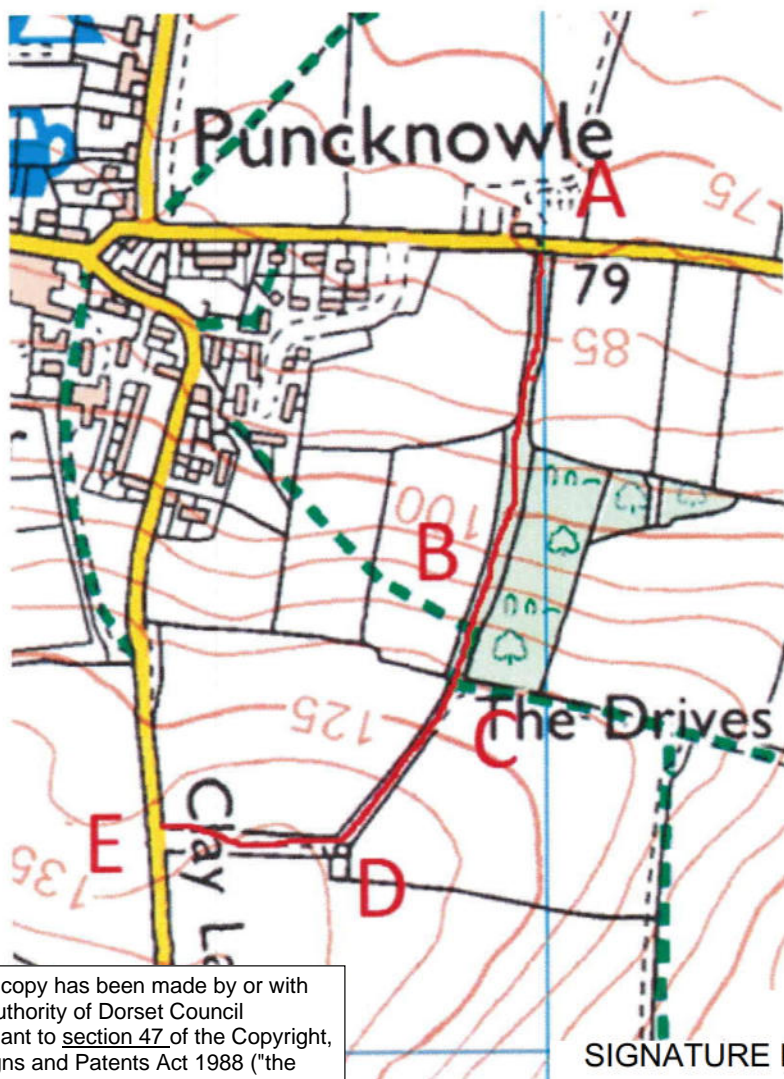 Puncknowle
A
75
79
85
100
B
125
C
The Drives
Clay La
E
135
D
copy has been made by or with
uthority of Dorset Council
ant to section 47 of the Copyright,
gns and Patents Act 1988 ("the
SIGNATURE